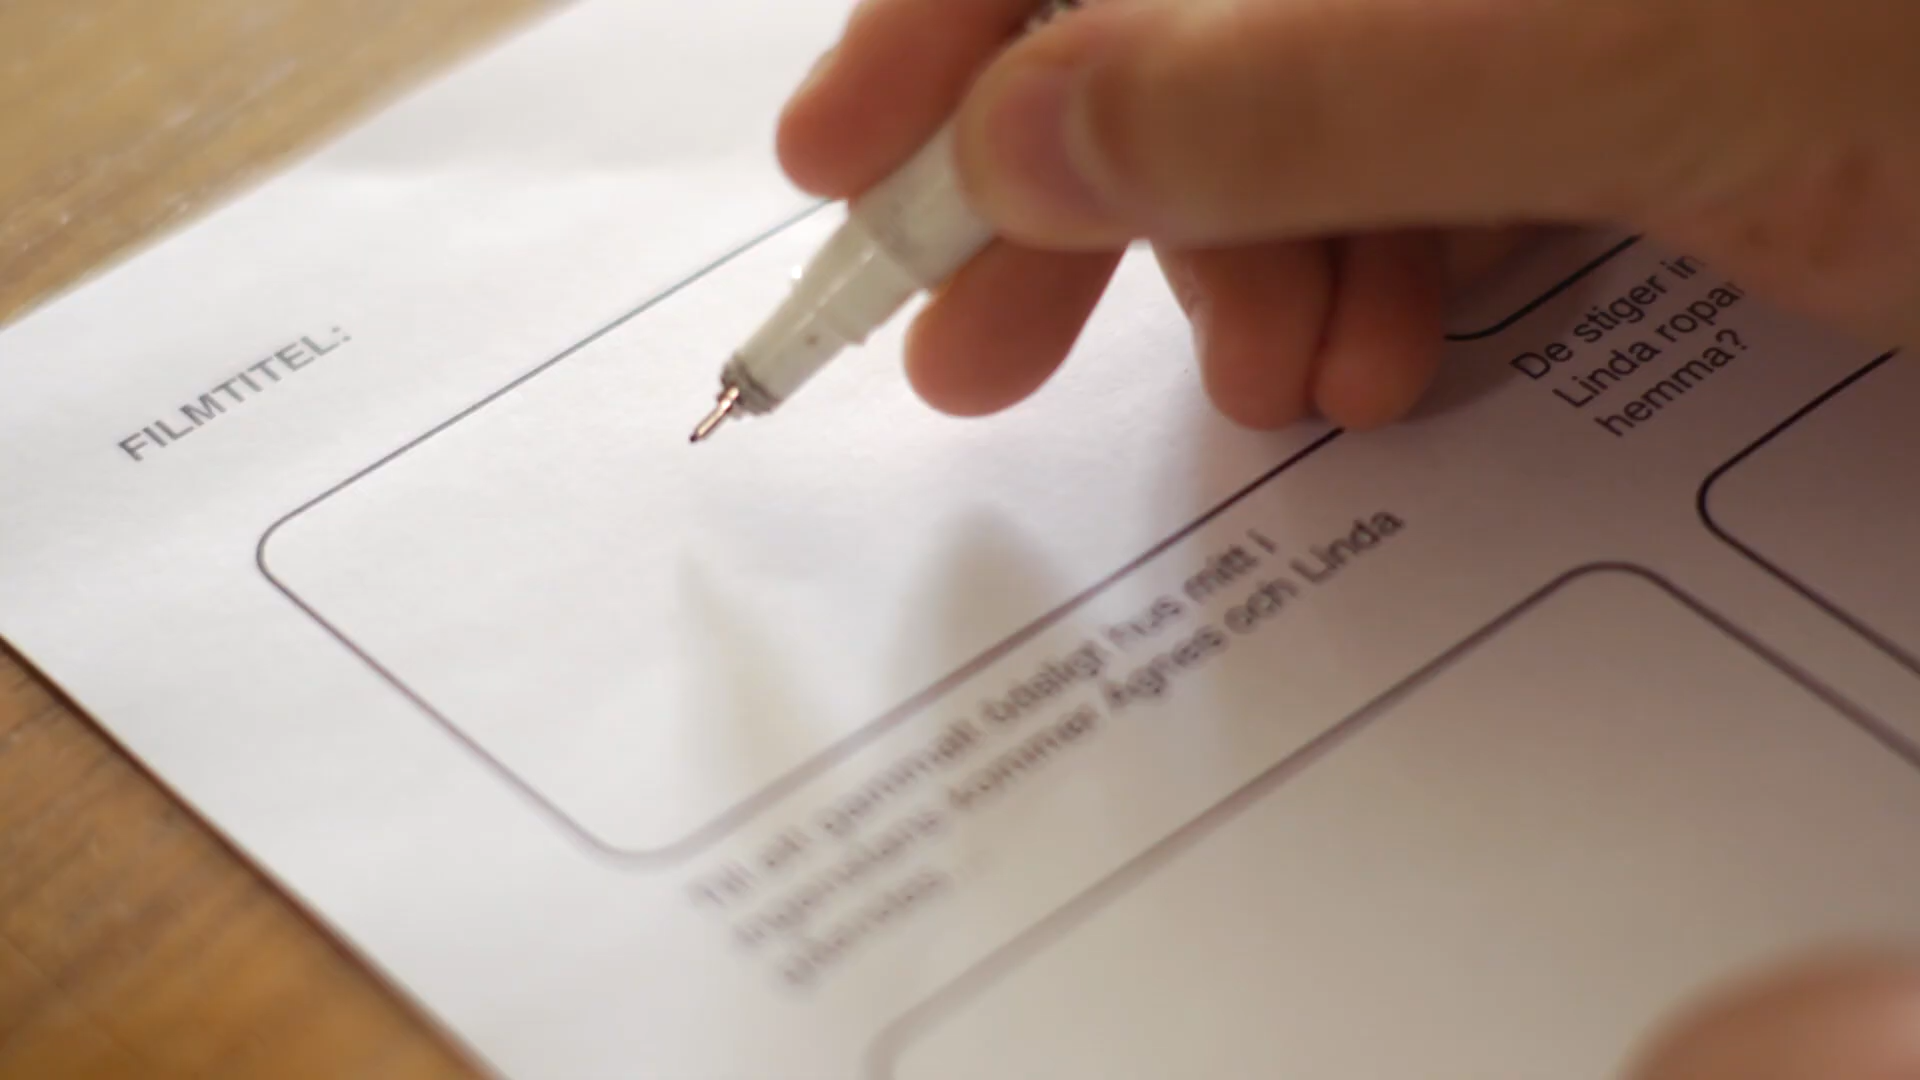 FILMTITEL:
De stiger in
Linda ropar
hemma?
Till ett gammalt ödsligt hus mitt i
ingenstans kommer Agnes och Linda